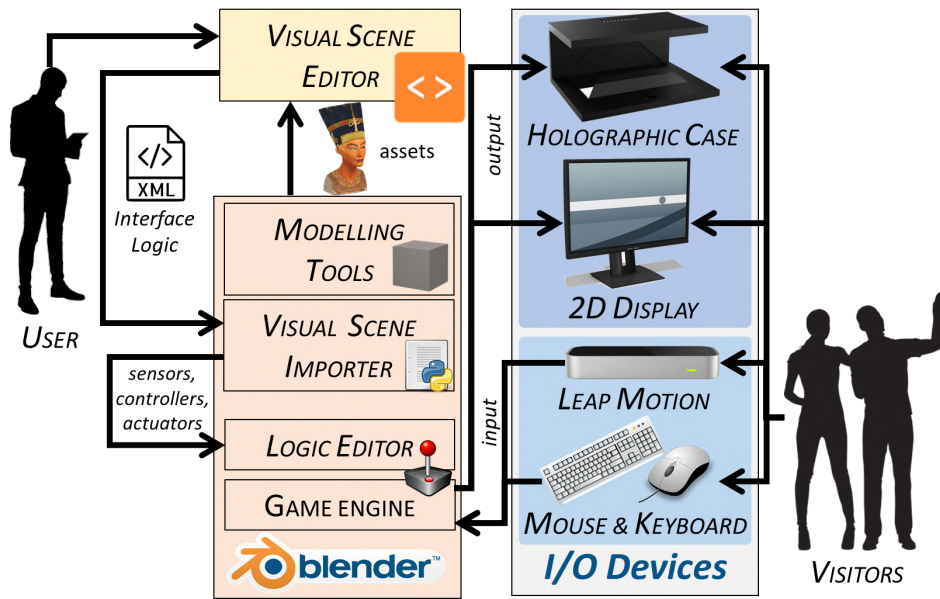 VISUAL SCENE
EDITOR
< >
assets
</>
XML
Interface
Logic
USER
MODELLING
TOOLS
VISUAL SCENE
IMPORTER
sensors,
controllers,
actuators
LOGIC EDITOR
GAME ENGINE
blender™
output
HOLOGRAPHIC CASE
2D DISPLAY
input
LEAP MOTION
MOUSE & KEYBOARD
I/O Devices
VISITORS